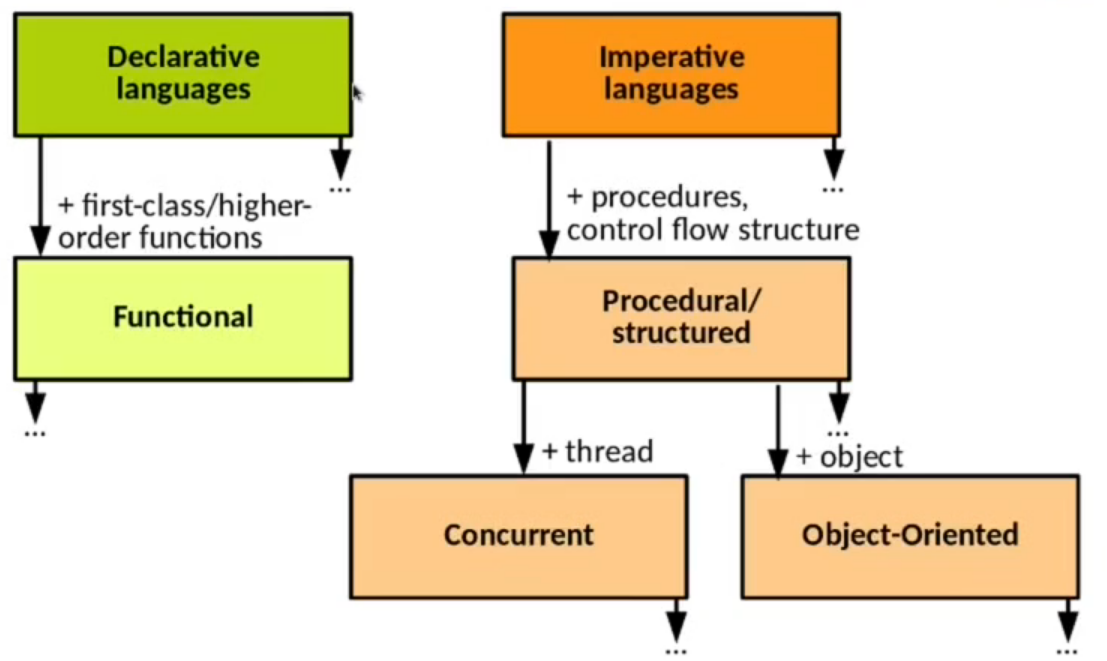 Declarative
languages
Imperative
languages
...
...
+ first-class/higher-
order functions
+ procedures,
control flow structure
Functional
Procedural/
structured
...
...
+ thread
+ object
Concurrent
Object-Oriented
...
...